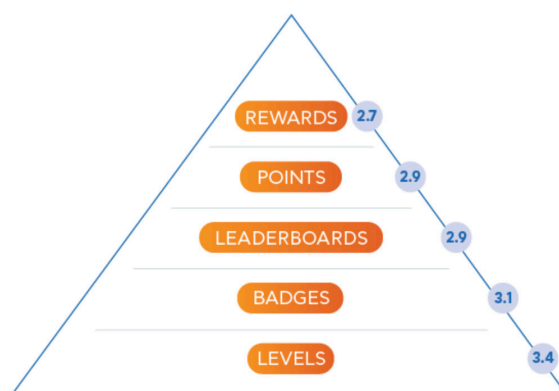 REWARDS 2.7
POINTS 2.9
LEADERBOARDS 2.9
BADGES 3.1
LEVELS 3.4